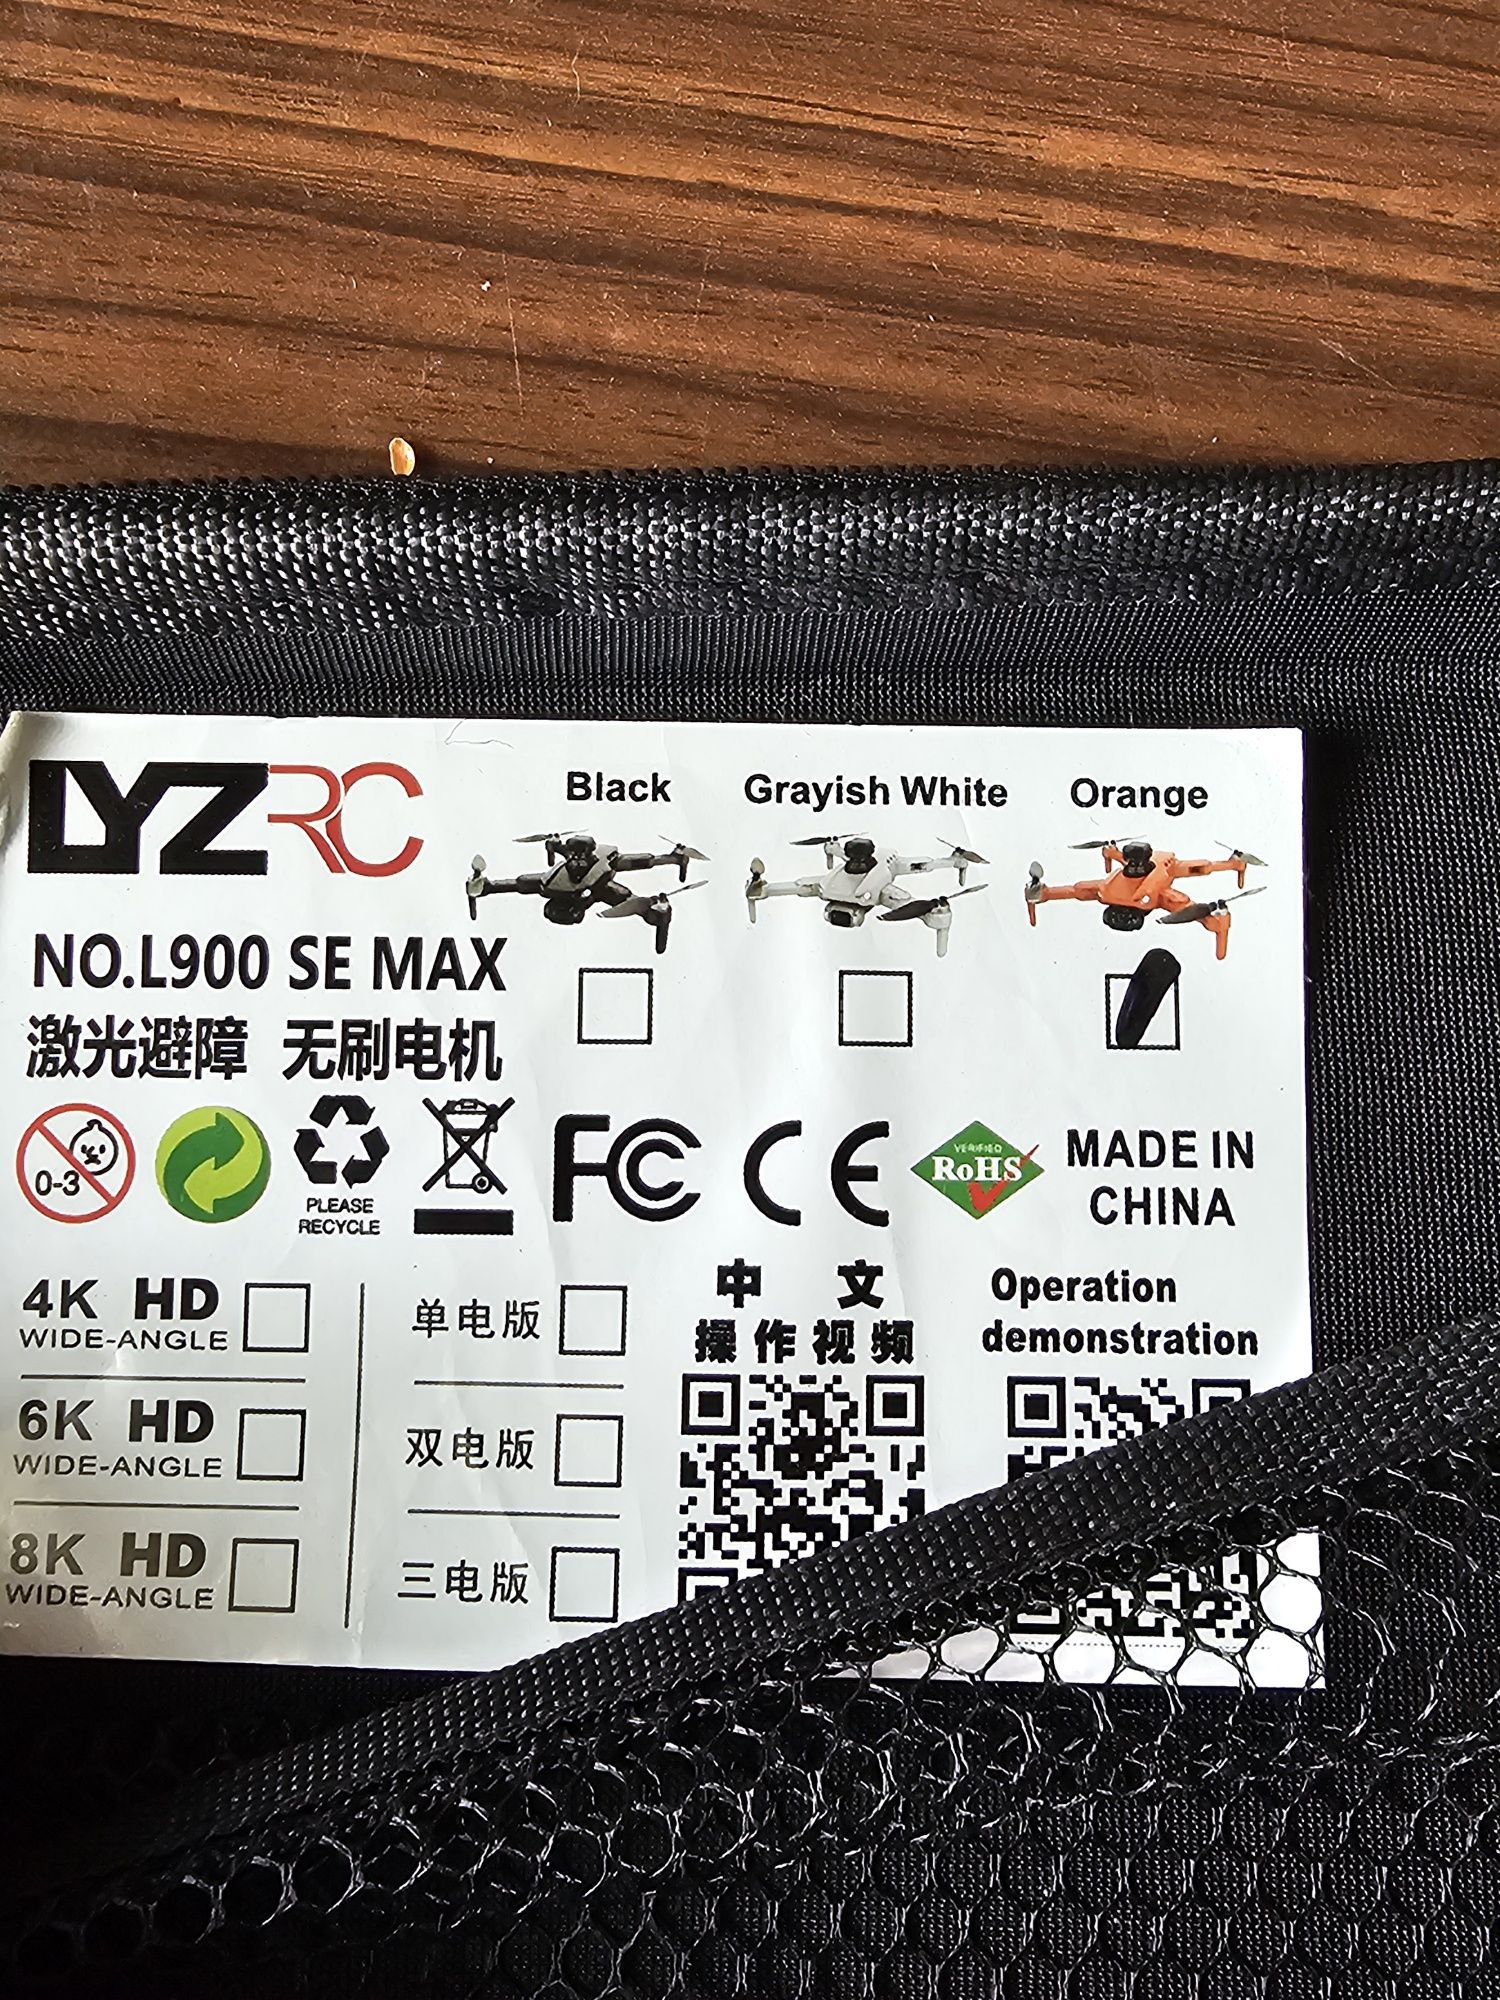 LYZRC
Black
Grayish White
Orange
NO.L900 SE MAX
激光避障 无刷电机
0-3
PLEASE
RECYCLE
FC
CE
VERIFIED
RoHS
MADE IN
CHINA
4K HD
WIDE-ANGLE
6K HD
WIDE-ANGLE
8K HD
WIDE-ANGLE
单电版
双电版
三电版
中文
操作视频
Operation
demonstration